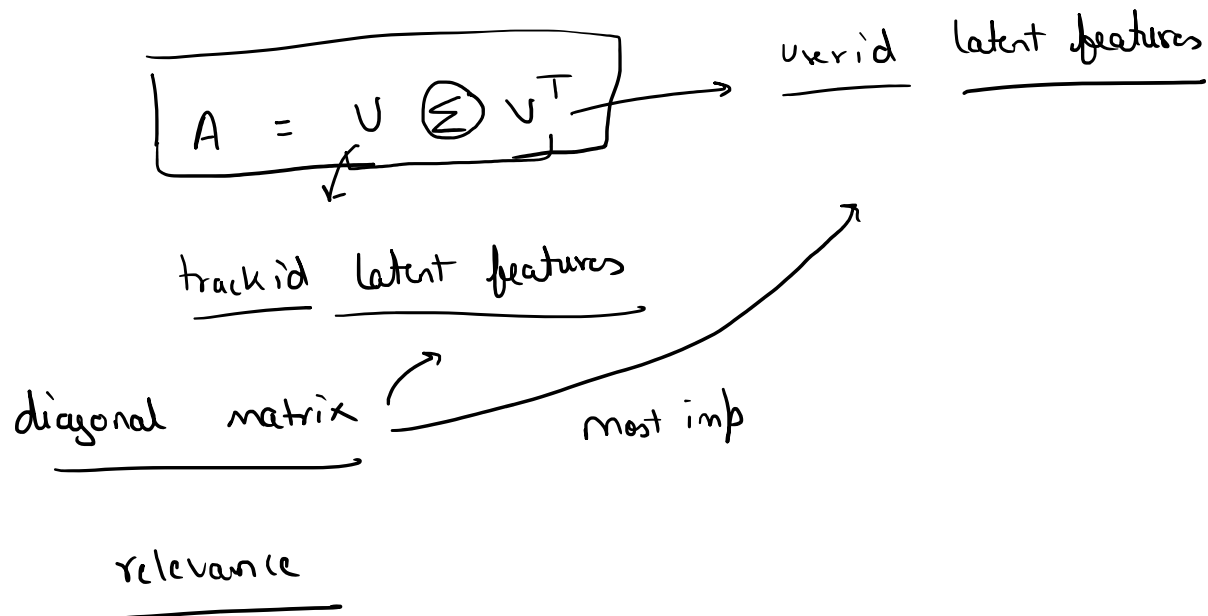 userid latent features
A = U Σ V^T
trackid latent features
diagonal matrix
most imp
relevance